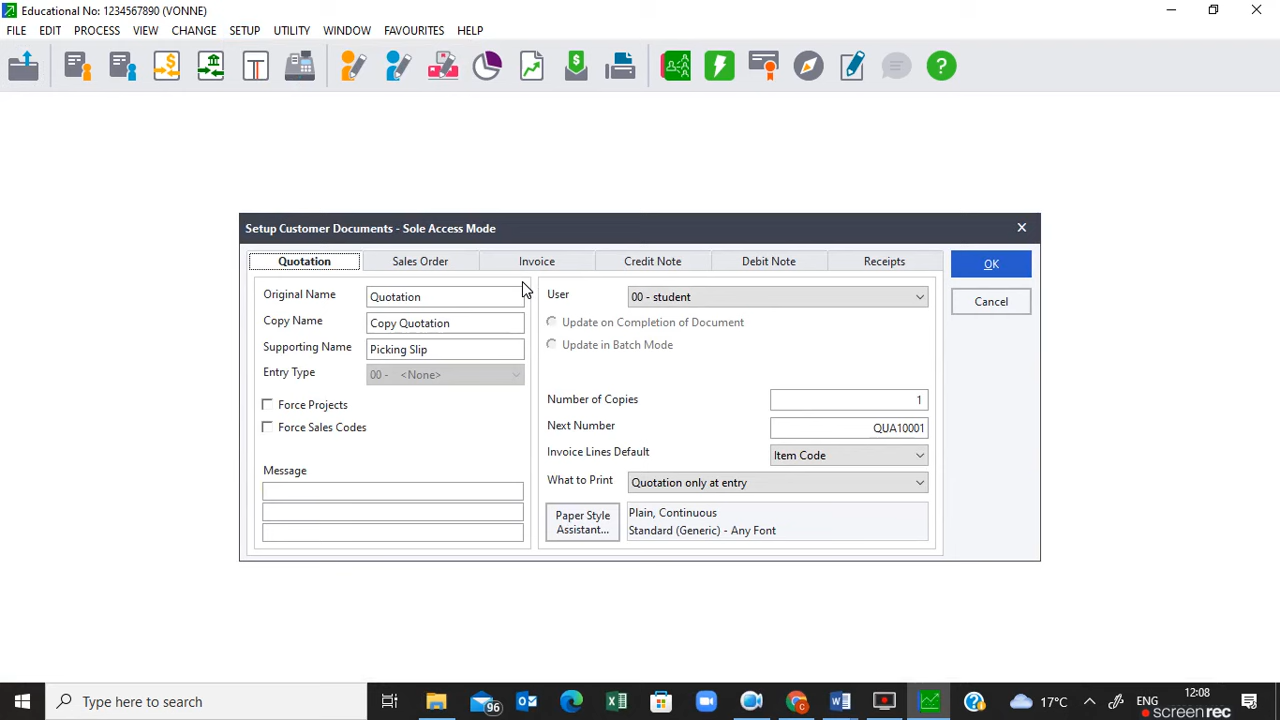 Educational No: 1234567890 (VONNE)
FILE EDIT PROCESS VIEW CHANGE SETUP UTILITY WINDOW FAVOURITES HELP
Setup Customer Documents - Sole Access Mode
Quotation Sales Order Invoice Credit Note Debit Note Receipts
OK
Cancel
Original Name Quotation
Copy Name Copy Quotation
Supporting Name Picking Slip
Entry Type 00 - <None>
Force Projects
Force Sales Codes
Message
User 00 - student
Update on Completion of Document
Update in Batch Mode
Number of Copies 1
Next Number QUA10001
Invoice Lines Default Item Code
What to Print Quotation only at entry
Paper Style
Assistant...
Plain, Continuous
Standard (Generic) - Any Font
Type here to search
96
17°C
ENG
12:08
screenrec